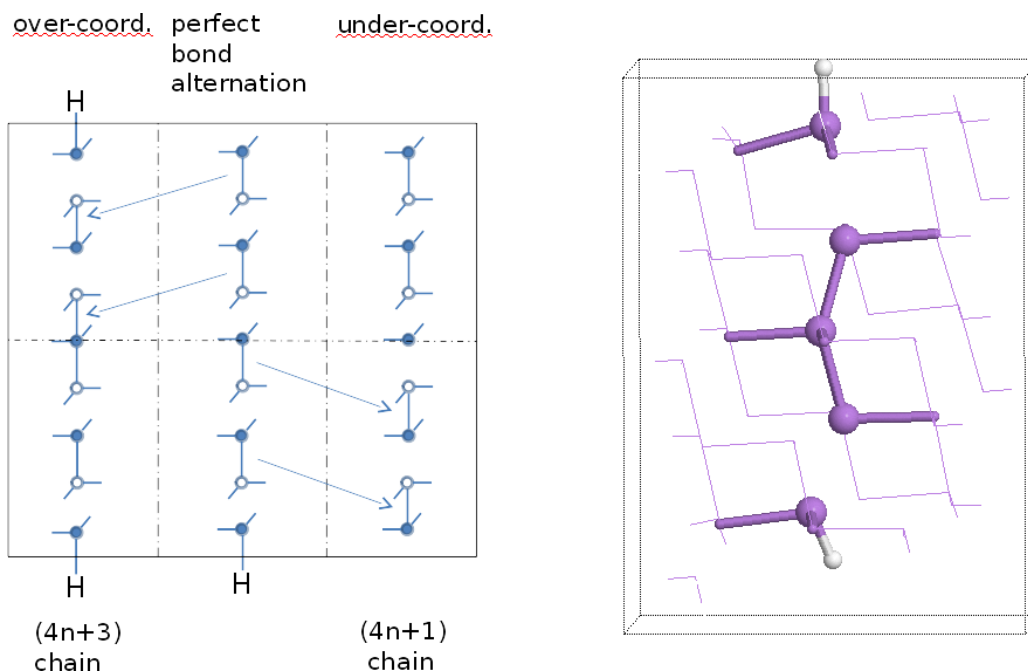 over-coord.
perfect
bond
alternation
under-coord.
H
H
H
(4n+3)
chain
(4n+1)
chain